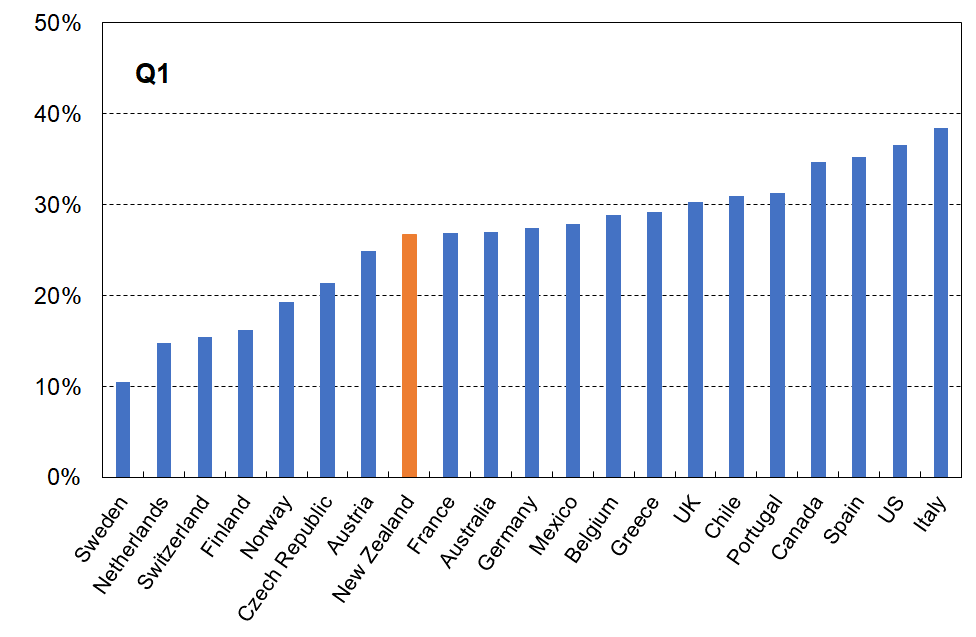 50%
Q1
40%
30%
20%
10%
0%
Sweden
Netherlands
Switzerland
Finland
Norway
Czech Republic
Austria
New Zealand
France
Australia
Germany
Mexico
Belgium
Greece
UK
Chile
Portugal
Canada
Spain
US
Italy